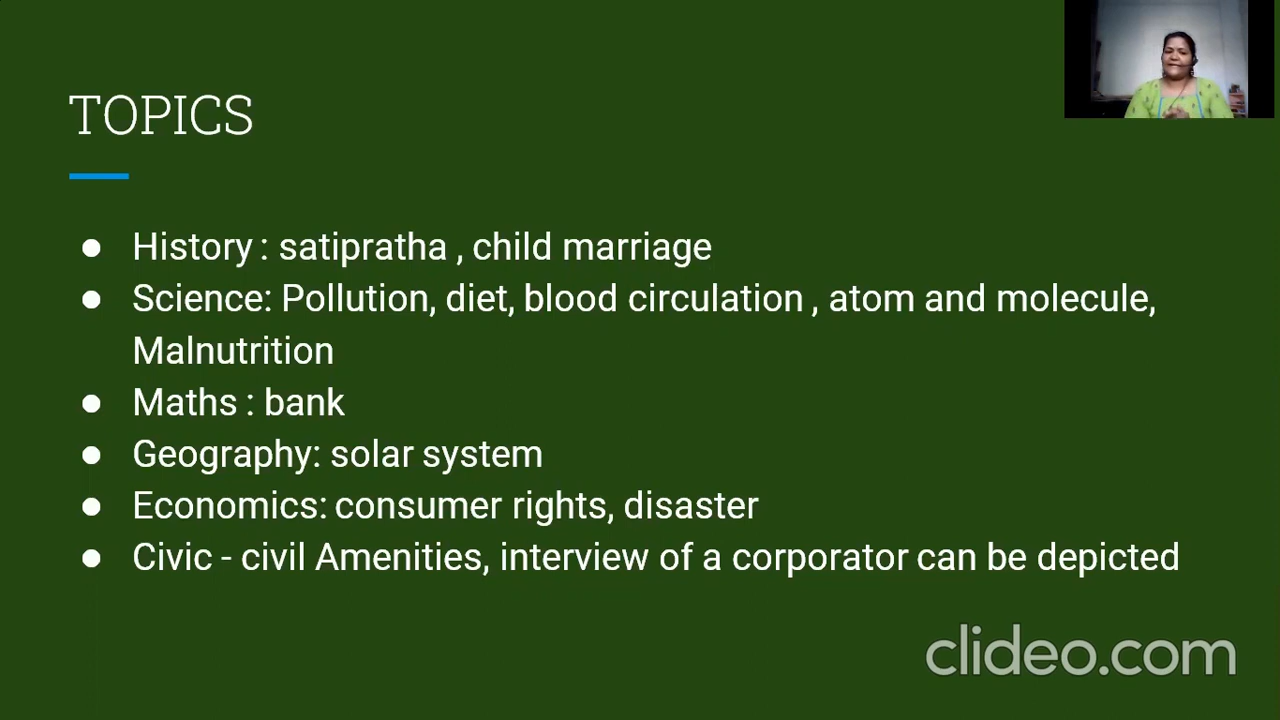 TOPICS
● History : satipratha , child marriage
● Science: Pollution, diet, blood circulation , atom and molecule,
Malnutrition
● Maths : bank
● Geography: solar system
● Economics: consumer rights, disaster
● Civic - civil Amenities, interview of a corporator can be depicted
clideo.com